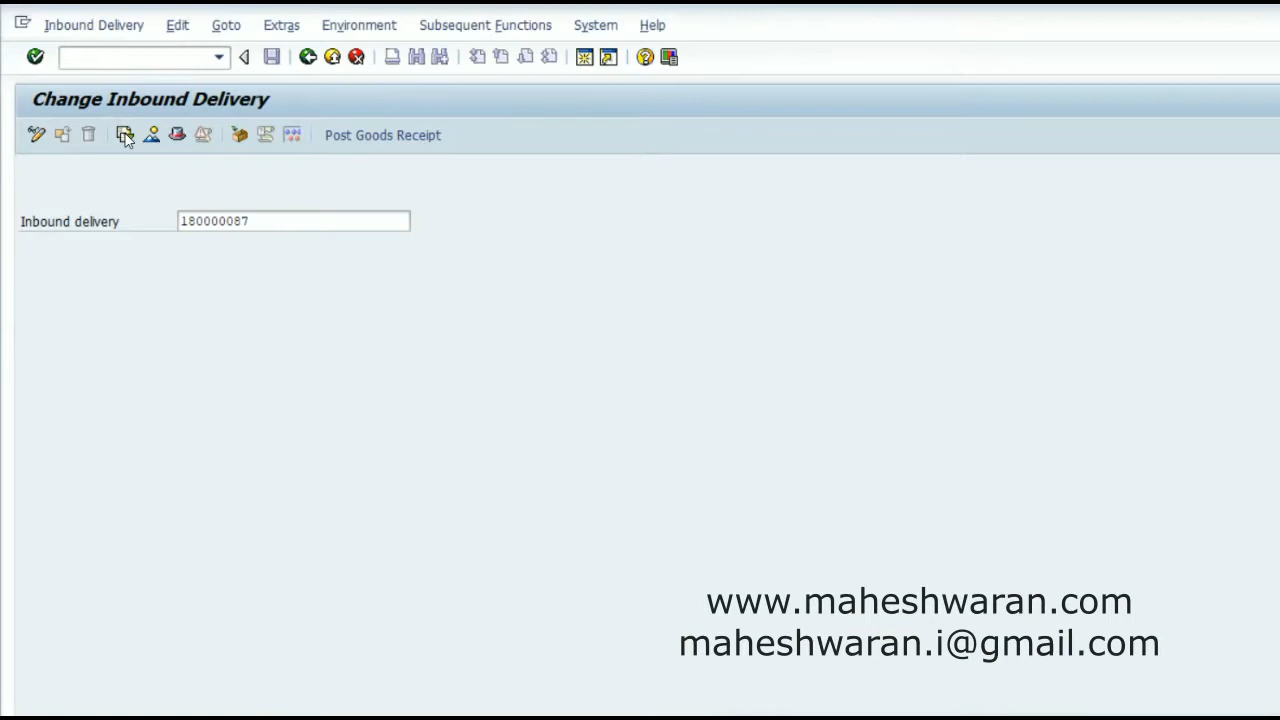 Inbound Delivery Edit Goto Extras Environment Subsequent Functions System Help
Change Inbound Delivery
Post Goods Receipt
Inbound delivery 180000087
www.maheshwaran.com
maheshwaran.i@gmail.com